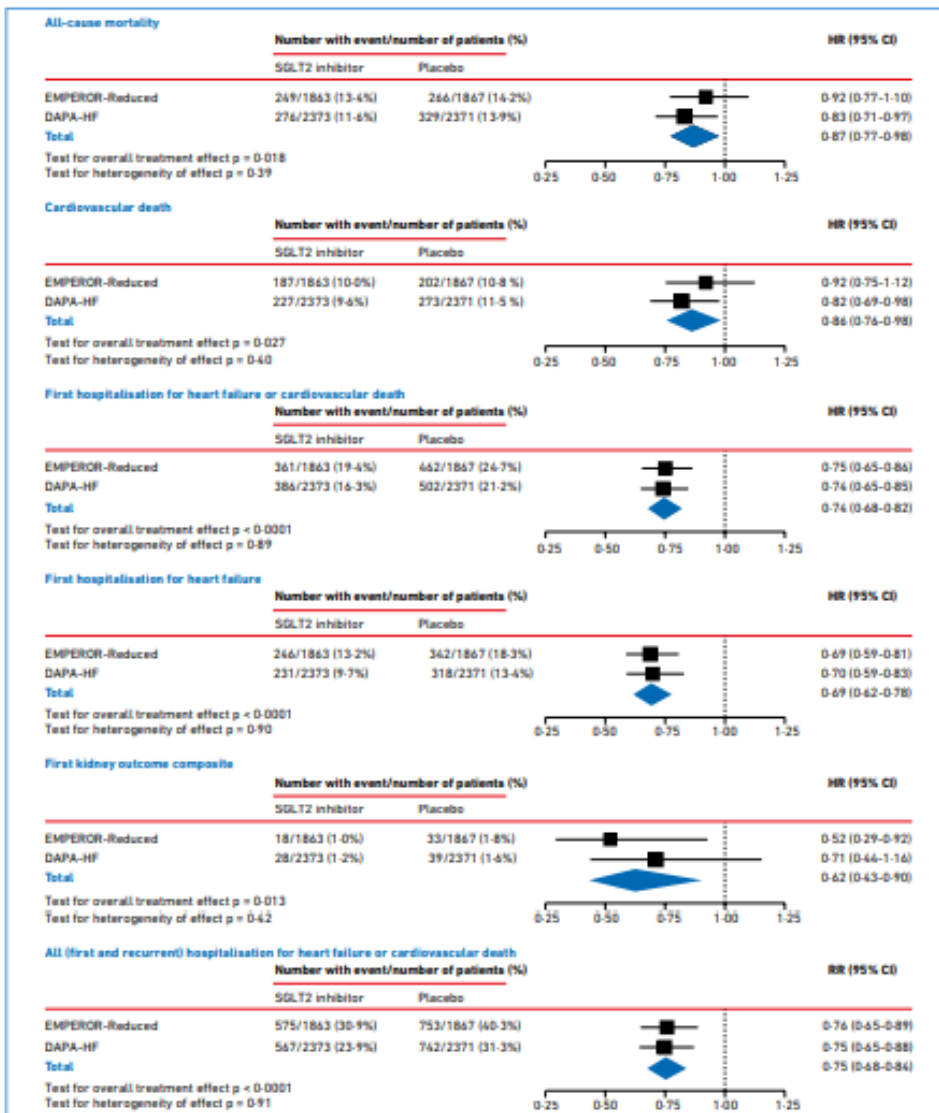 All-cause mortality
Number with event/number of patients (%) HR (95% CI)
SGLT2 inhibitor Placebo
EMPEROR-Reduced 249/1863 (13·4%) 266/1867 (14·2%) 0·92 (0·77-1·10)
DAPA-HF 276/2373 (11·6%) 329/2371 (13·9%) 0·83 (0·71-0·97)
Total 0·87 (0·77-0·98)
Test for overall treatment effect p = 0·018
Test for heterogeneity of effect p = 0·39
0·25 0·50 0·75 1·00 1·25
Cardiovascular death
Number with event/number of patients (%) HR (95% CI)
SGLT2 inhibitor Placebo
EMPEROR-Reduced 187/1863 (10·0%) 202/1867 (10·8 %) 0·92 (0·75-1·12)
DAPA-HF 227/2373 (9·6%) 273/2371 (11·5 %) 0·82 (0·69-0·98)
Total 0·86 (0·76-0·98)
Test for overall treatment effect p = 0·027
Test for heterogeneity of effect p = 0·40
0·25 0·50 0·75 1·00 1·25
First hospitalisation for heart failure or cardiovascular death
Number with event/number of patients (%) HR (95% CI)
SGLT2 inhibitor Placebo
EMPEROR-Reduced 361/1863 (19·4%) 462/1867 (24·7%) 0·75 (0·65-0·86)
DAPA-HF 386/2373 (16·3%) 502/2371 (21·2%) 0·74 (0·65-0·85)
Total 0·74 (0·68-0·82)
Test for overall treatment effect p < 0·0001
Test for heterogeneity of effect p = 0·89
0·25 0·50 0·75 1·00 1·25
First hospitalisation for heart failure
Number with event/number of patients (%) HR (95% CI)
SGLT2 inhibitor Placebo
EMPEROR-Reduced 246/1863 (13·2%) 342/1867 (18·3%) 0·69 (0·59-0·81)
DAPA-HF 231/2373 (9·7%) 318/2371 (13·4%) 0·70 (0·59-0·83)
Total 0·69 (0·62-0·78)
Test for overall treatment effect p < 0·0001
Test for heterogeneity of effect p = 0·90
0·25 0·50 0·75 1·00 1·25
First kidney outcome composite
Number with event/number of patients (%) HR (95% CI)
SGLT2 inhibitor Placebo
EMPEROR-Reduced 18/1863 (1·0%) 33/1867 (1·8%) 0·52 (0·29-0·92)
DAPA-HF 28/2373 (1·2%) 39/2371 (1·6%) 0·71 (0·44-1·16)
Total 0·62 (0·43-0·90)
Test for overall treatment effect p = 0·013
Test for heterogeneity of effect p = 0·42
0·25 0·50 0·75 1·00 1·25
All (first and recurrent) hospitalisation for heart failure or cardiovascular death
Number with event/number of patients (%) RR (95% CI)
SGLT2 inhibitor Placebo
EMPEROR-Reduced 575/1863 (30·9%) 753/1867 (40·3%) 0·76 (0·65-0·89)
DAPA-HF 567/2373 (23·9%) 742/2371 (31·3%) 0·75 (0·65-0·88)
Total 0·75 (0·68-0·84)
Test for overall treatment effect p < 0·0001
Test for heterogeneity of effect p = 0·91
0·25 0·50 0·75 1·00 1·25